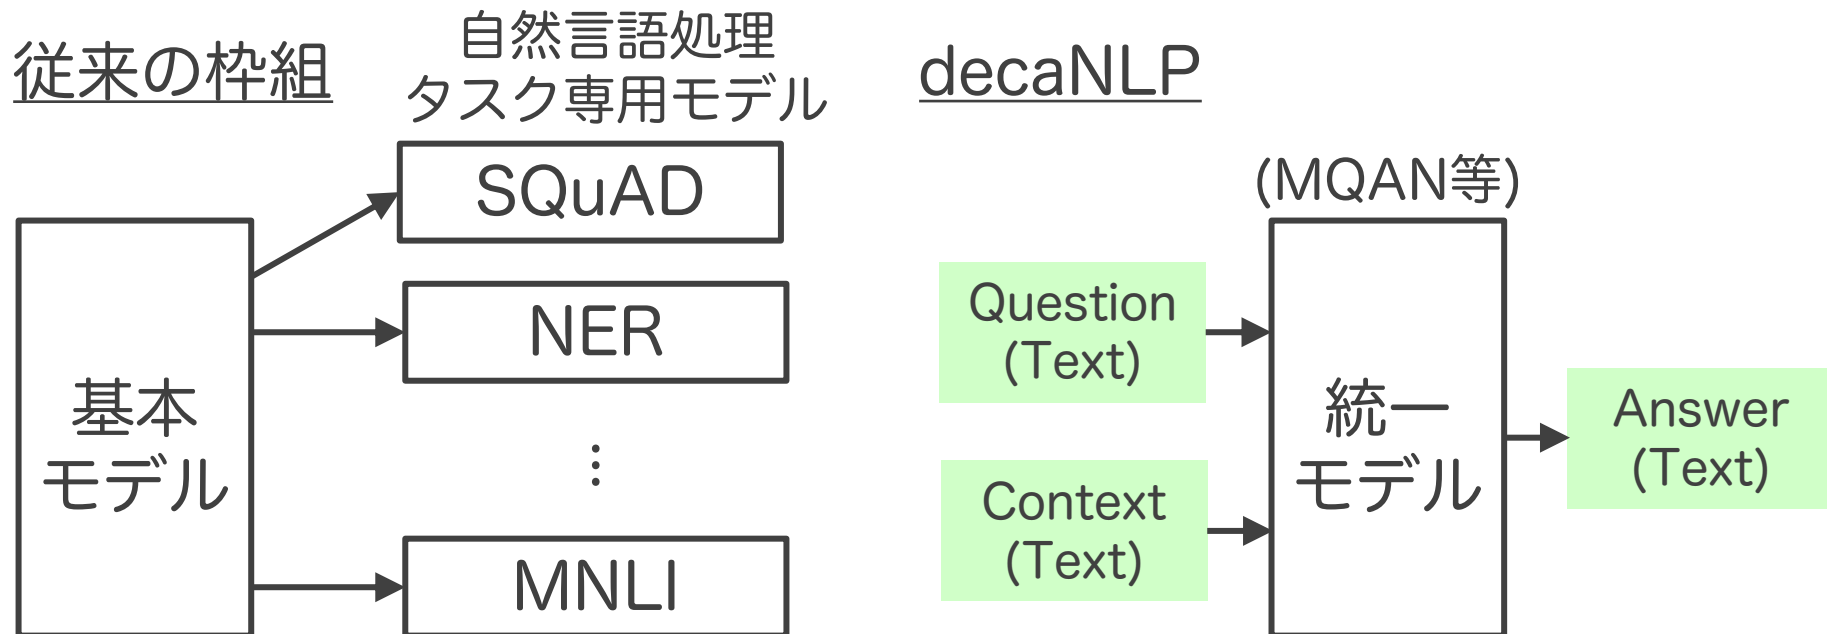 従来の枠組
自然言語処理
タスク専用モデル
SQuAD
NER
⋮
MNLI
基本
モデル
decaNLP
(MQAN等)
Question
(Text)
Context
(Text)
統一
モデル
Answer
(Text)